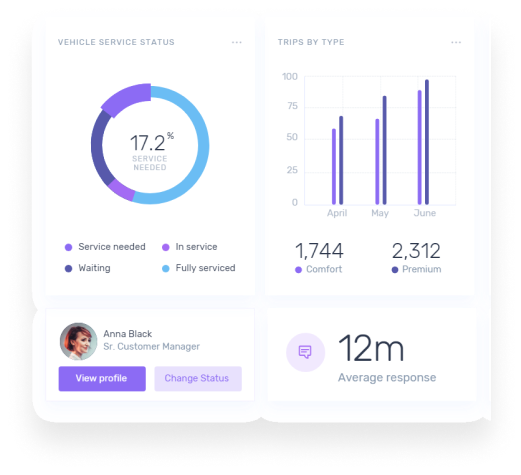 VEHICLE SERVICE STATUS
17.2%
SERVICE
NEEDED
Service needed
In service
Waiting
Fully serviced
TRIPS BY TYPE
100
75
50
25
0
April May June
1,744
Comfort
2,312
Premium
Anna Black
Sr. Customer Manager
View profile
Change Status
12m
Average response